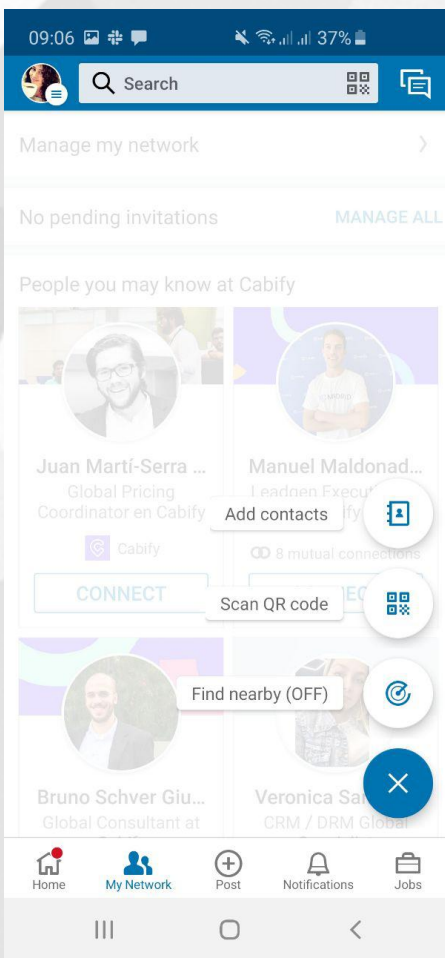 09:06
37%
Search
Manage my network
No pending invitations
MANAGE ALL
People you may know at Cabify
Juan Martí-Serra ...
Global Pricing
Coordinator en Cabify
Cabify
CONNECT
Manuel Maldonad...
Leadgen
8 mutual connections
Add contacts
Scan QR code
Find nearby (OFF)
Bruno Schver Giu...
Global Consultant at
Veronica
CRM / DRM Global
Home
My Network
Post
Notifications
Jobs